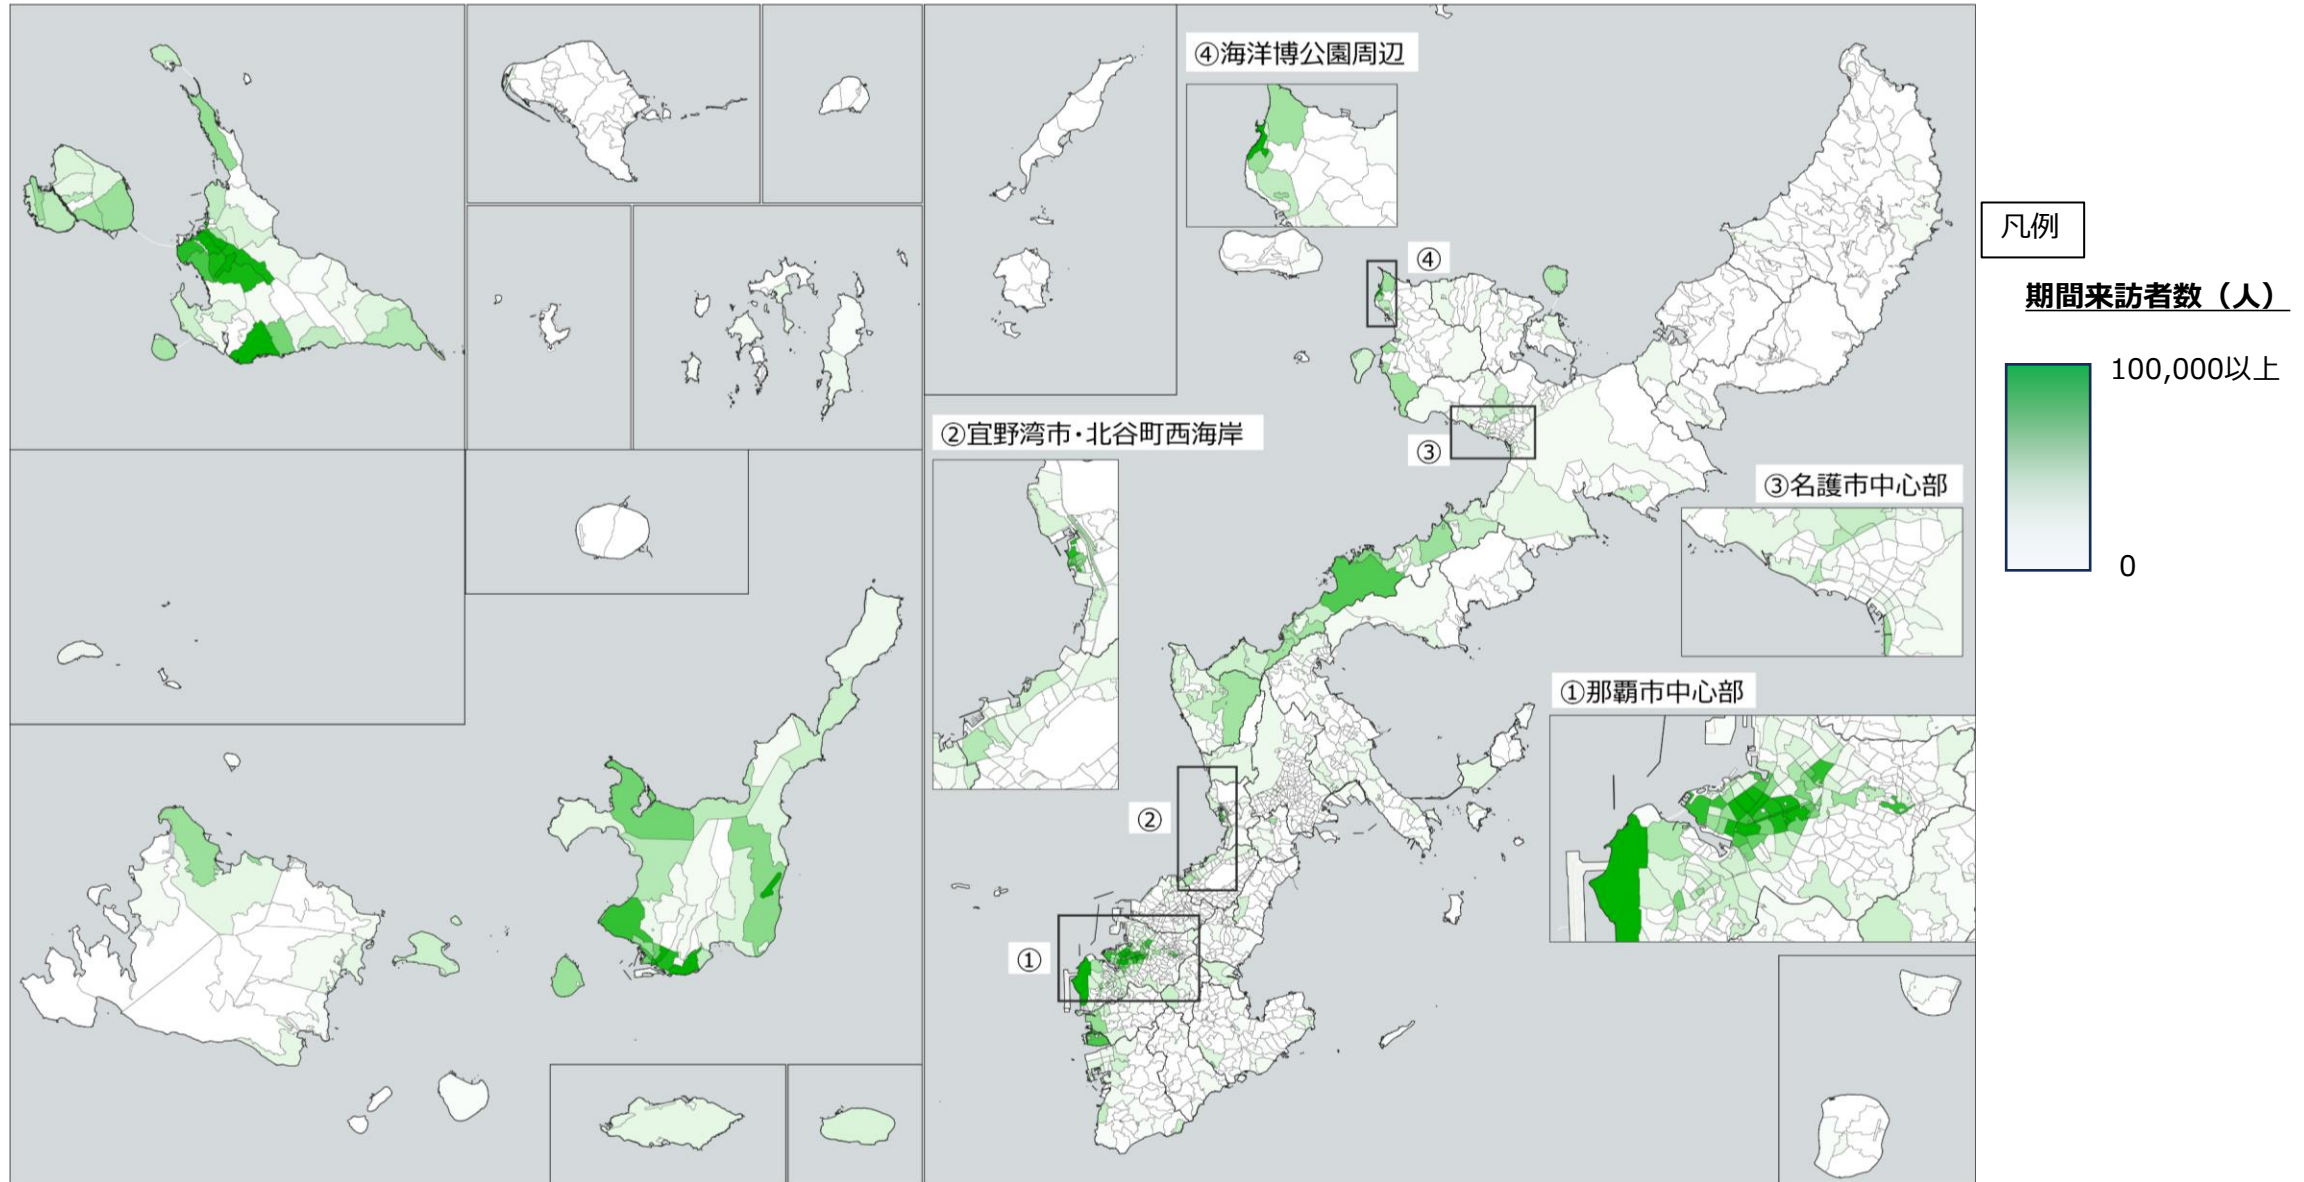 ④海洋博公園周辺
凡例
期間来訪者数（人）
100,000以上
0
④
②宜野湾市・北谷町西海岸
③
③名護市中心部
①那覇市中心部
②
①